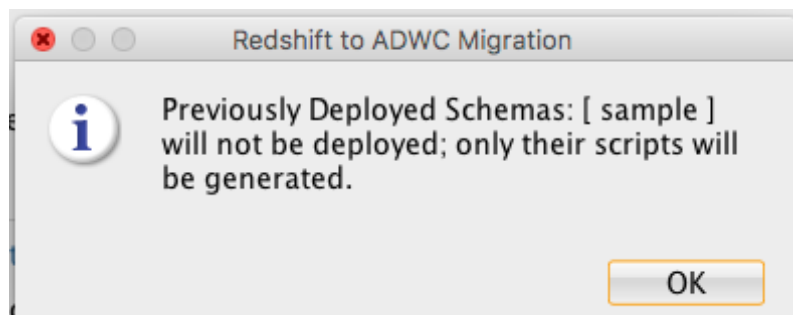 Redshift to ADWC Migration
Previously Deployed Schemas: [ sample ]
will not be deployed; only their scripts will
be generated.
OK